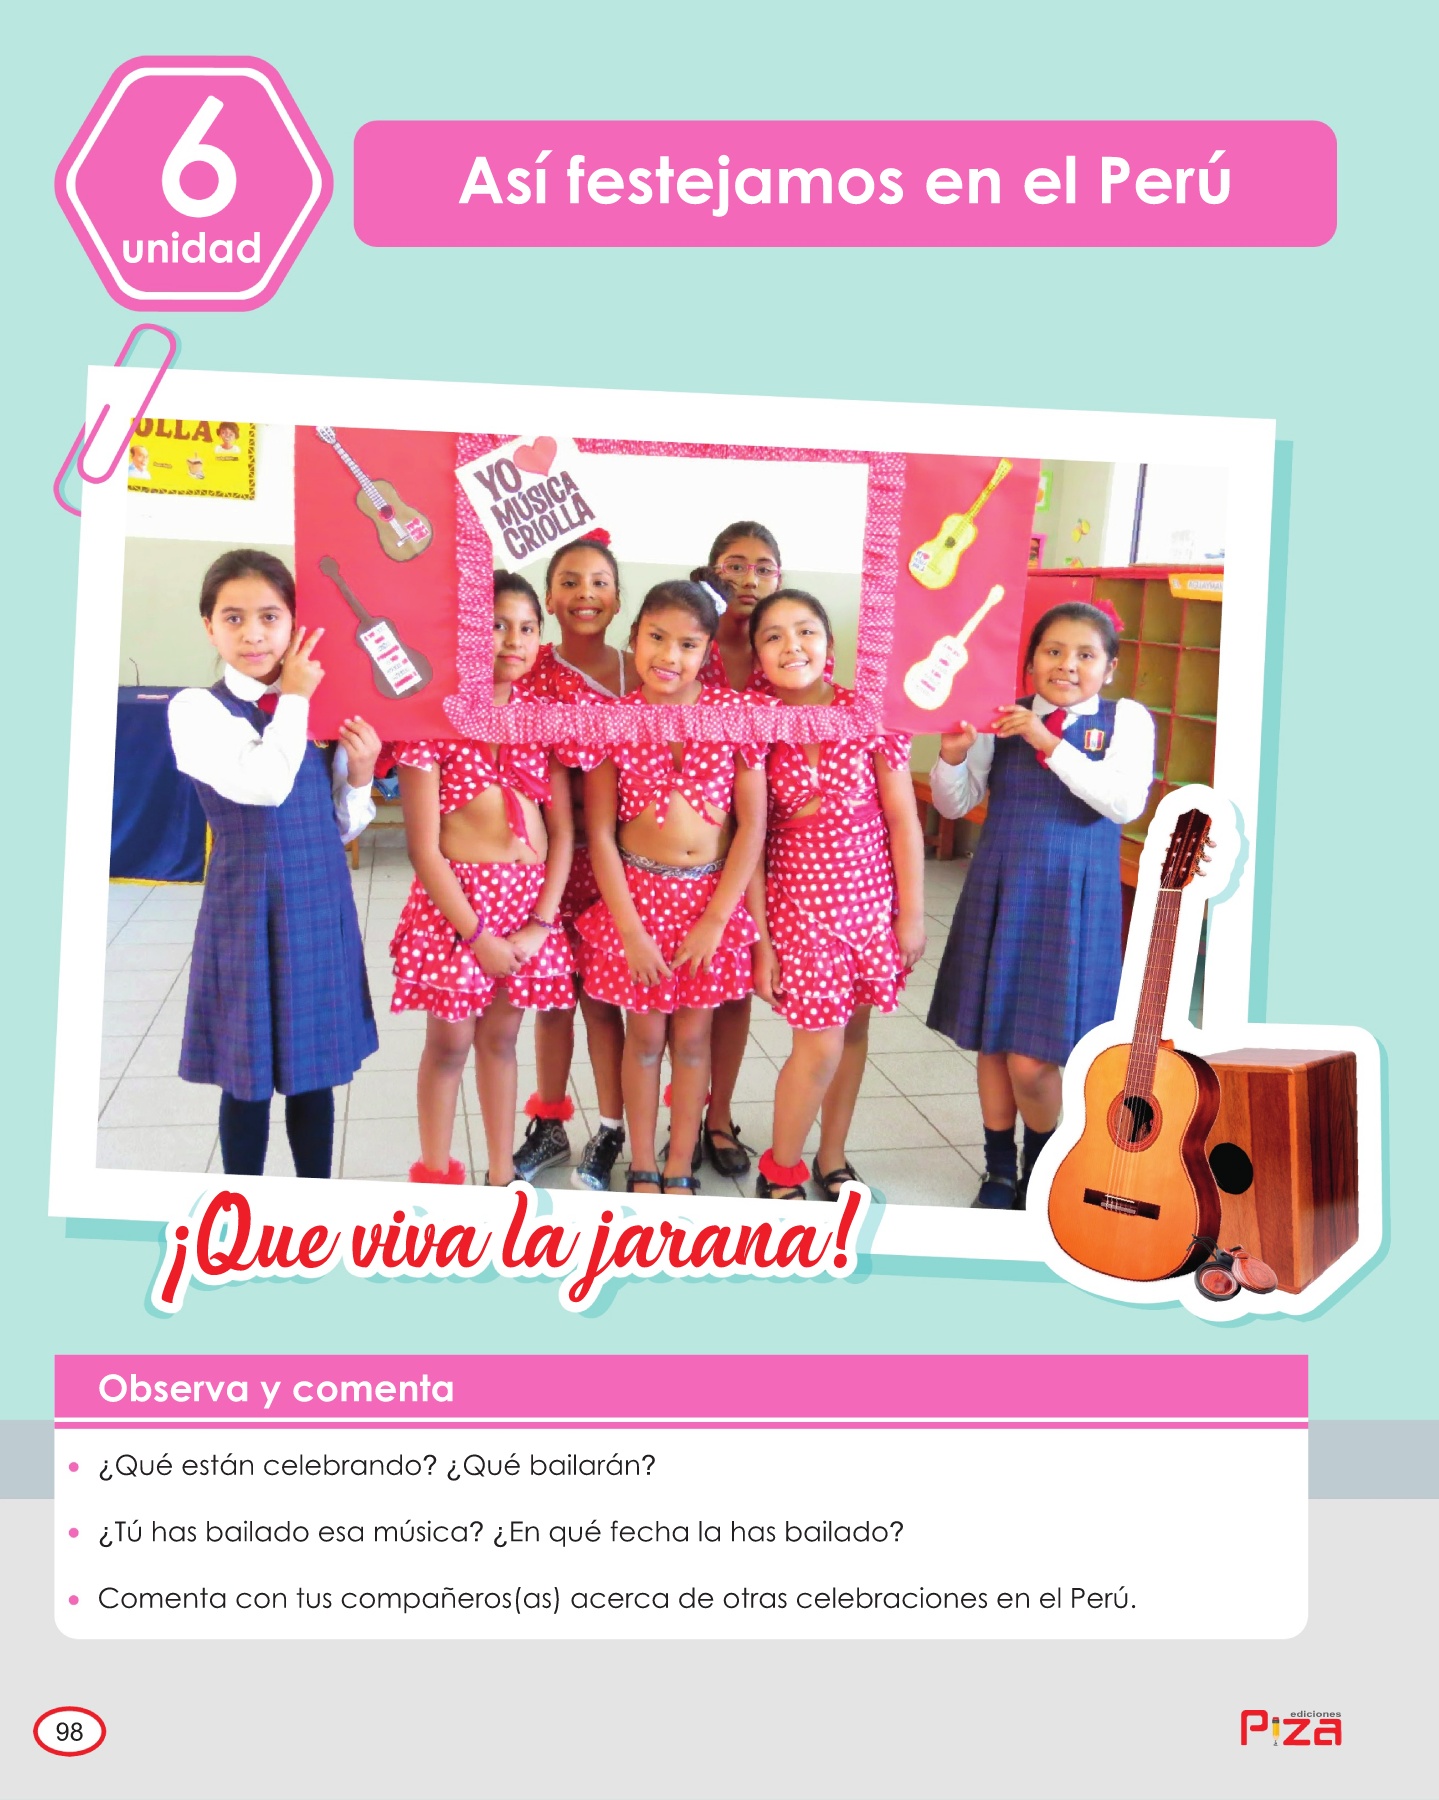 6
unidad
Así festejamos en el Perú
OLLA
YO
MÚSICA
CRIOLLA
¡Que viva la jarana!
Observa y comenta
• ¿Qué están celebrando? ¿Qué bailarán?
• ¿Tú has bailado esa música? ¿En qué fecha la has bailado?
• Comenta con tus compañeros(as) acerca de otras celebraciones en el Perú.
98
ediciones
Piza